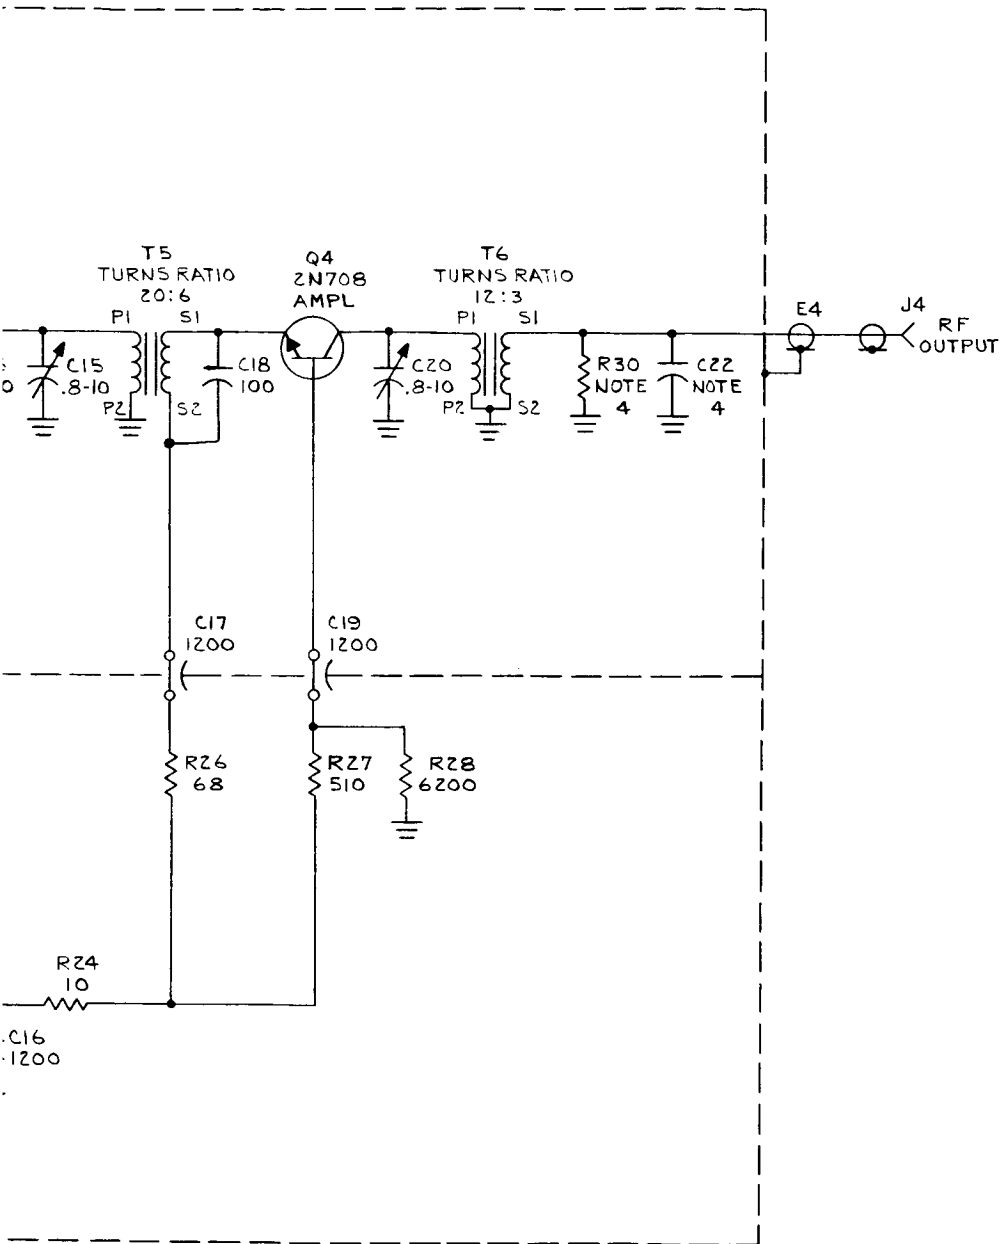 T5
TURNS RATIO
20:6
P1
S1
Q4
2N708
AMPL
T6
TURNS RATIO
12:3
P1
S1
E4
J4
RF
OUTPUT
C15
.8-10
P2
S2
C18
100
C20
.8-10
P2
S2
R30
NOTE
4
C22
NOTE
4
C17
1200
C19
1200
R26
68
R27
510
R28
6200
R24
10
C16
1200